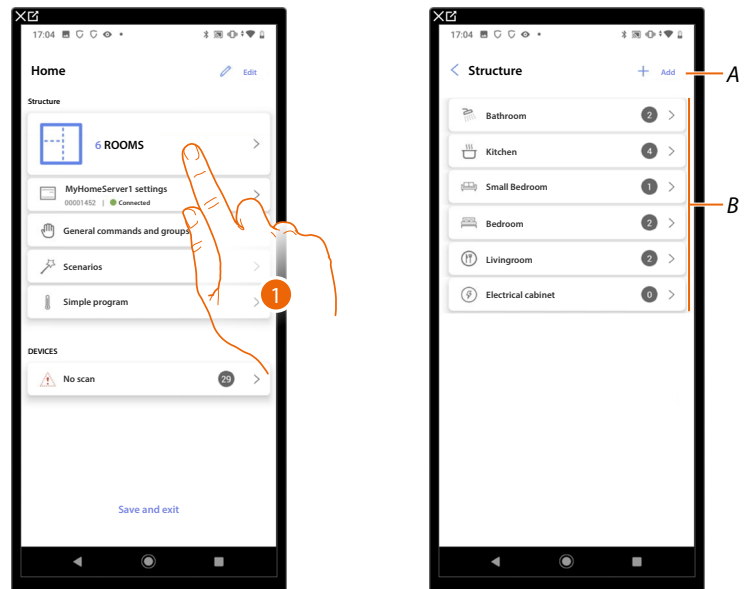 17:04
Home
Edit
Structure
6 ROOMS
MyHomeServer1 settings
00001452 | Connected
General commands and groups
Scenarios
Simple program
1
DEVICES
No scan 29
Save and exit
17:04
Structure
Add
A
Bathroom 2
Kitchen 4
Small Bedroom 1
B
Bedroom 2
Livingroom 2
Electrical cabinet 0